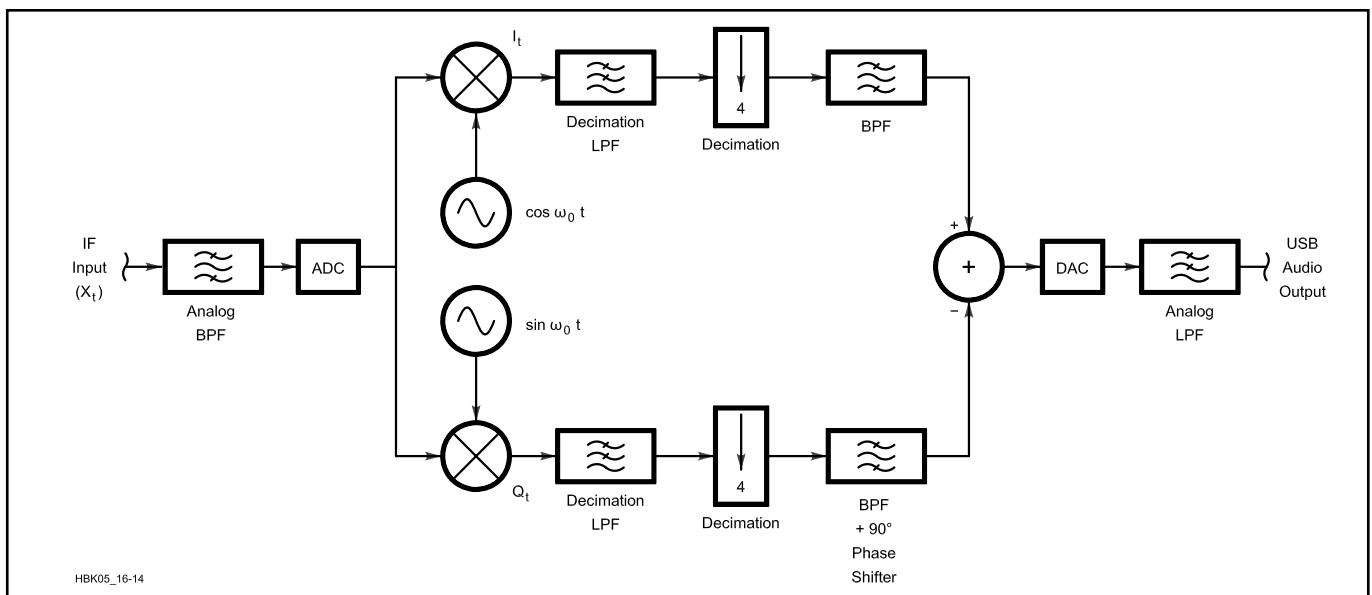 I_t
Decimation
LPF
4
Decimation
BPF
cos ω_0 t
IF
Input
(X_t)
Analog
BPF
ADC
sin ω_0 t
+
+
−
DAC
Analog
LPF
USB
Audio
Output
Q_t
Decimation
LPF
4
Decimation
BPF
+ 90°
Phase
Shifter
HBK05_16-14